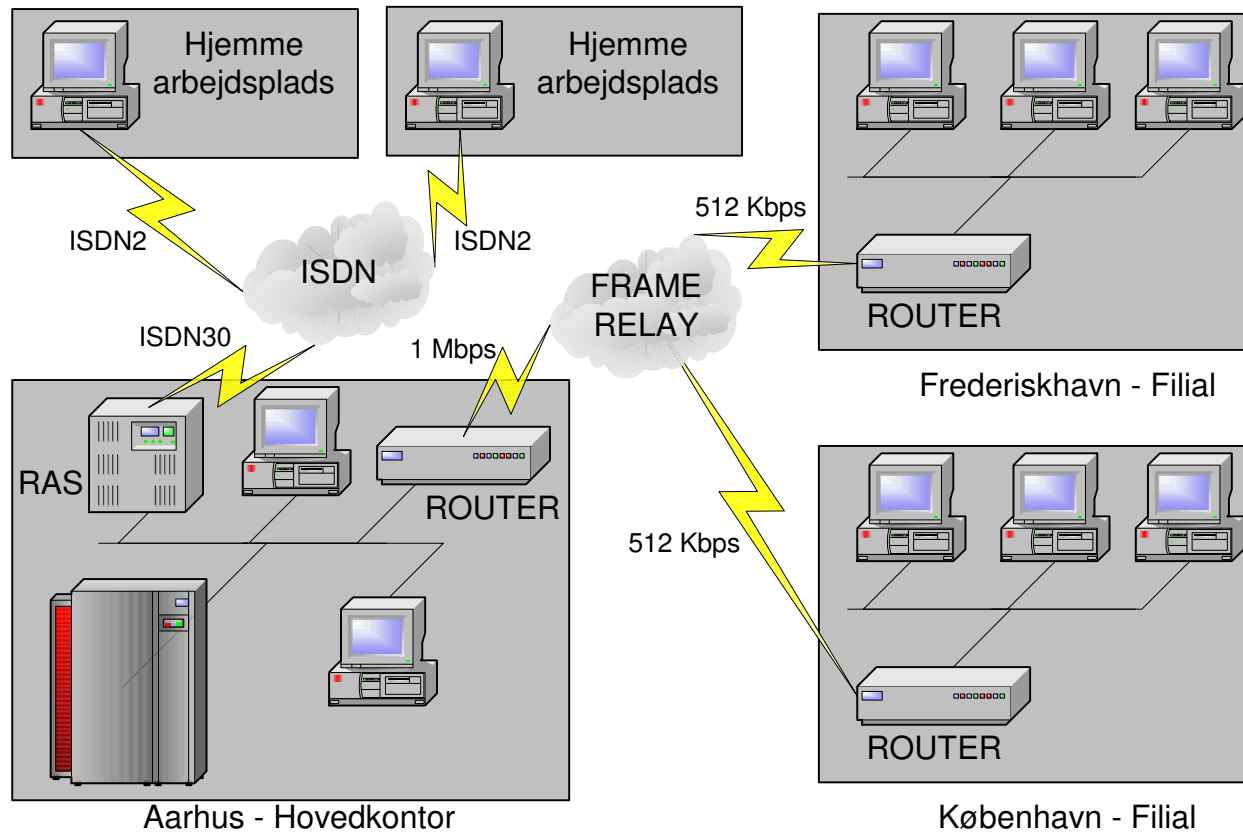 Hjemme
arbejdsplads
Hjemme
arbejdsplads
ISDN2
ISDN2
ISDN
512 Kbps
FRAME
RELAY
ROUTER
Frederiskhavn - Filial
ISDN30
1 Mbps
RAS
ROUTER
512 Kbps
ROUTER
Aarhus - Hovedkontor
København - Filial